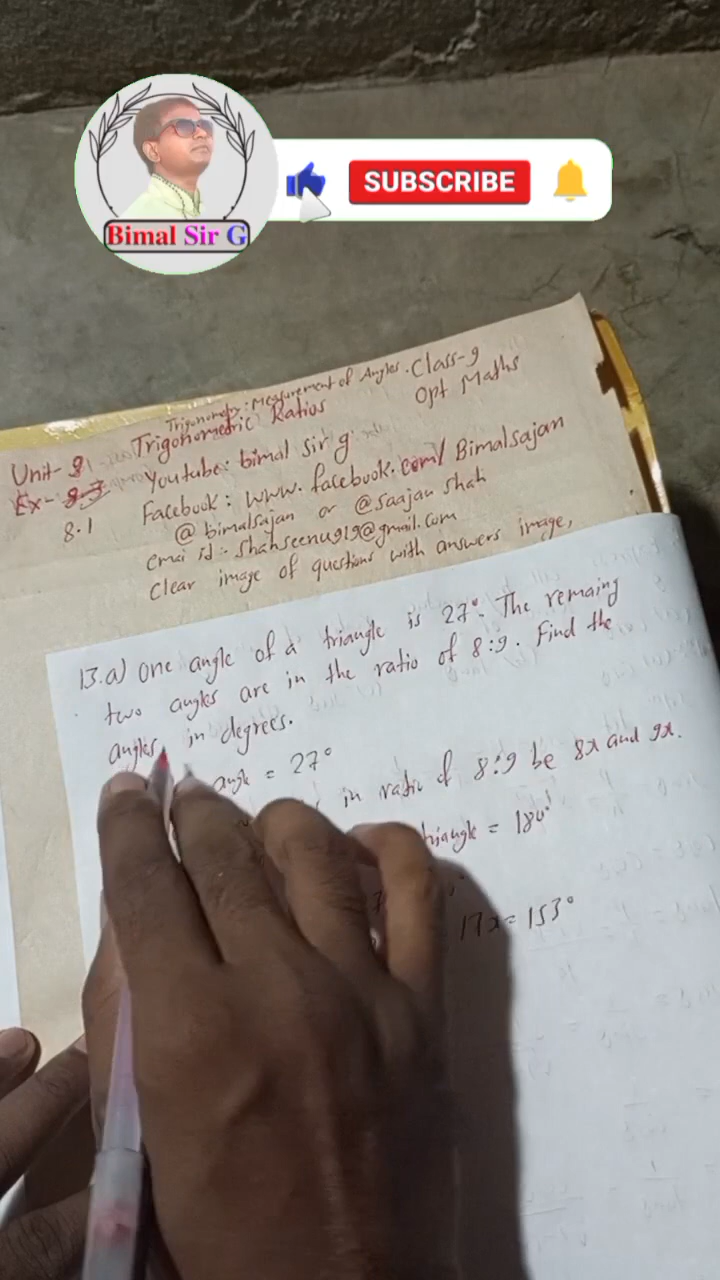 Bimal Sir G
SUBSCRIBE
Trigonometry: Measurement of Angles. Class-9
Unit-8 Trigonometric Ratios Opt Maths
Ex- 8.3 Youtube: bimal sir g
8.1 Facebook: www.facebook.com/Bimalsajan
@bimalsajan or @saajan shah
emai id:- shahseenu919@gmail.com
Clear image of questions with answers image,
13.a) One angle of a triangle is 27°. The remaing
two angles are in the ratio of 8:9. Find the
angles in degrees.
angle = 27°
in ratio of 8:9 be 8x and 9x.
triangle = 180°
17x = 153°